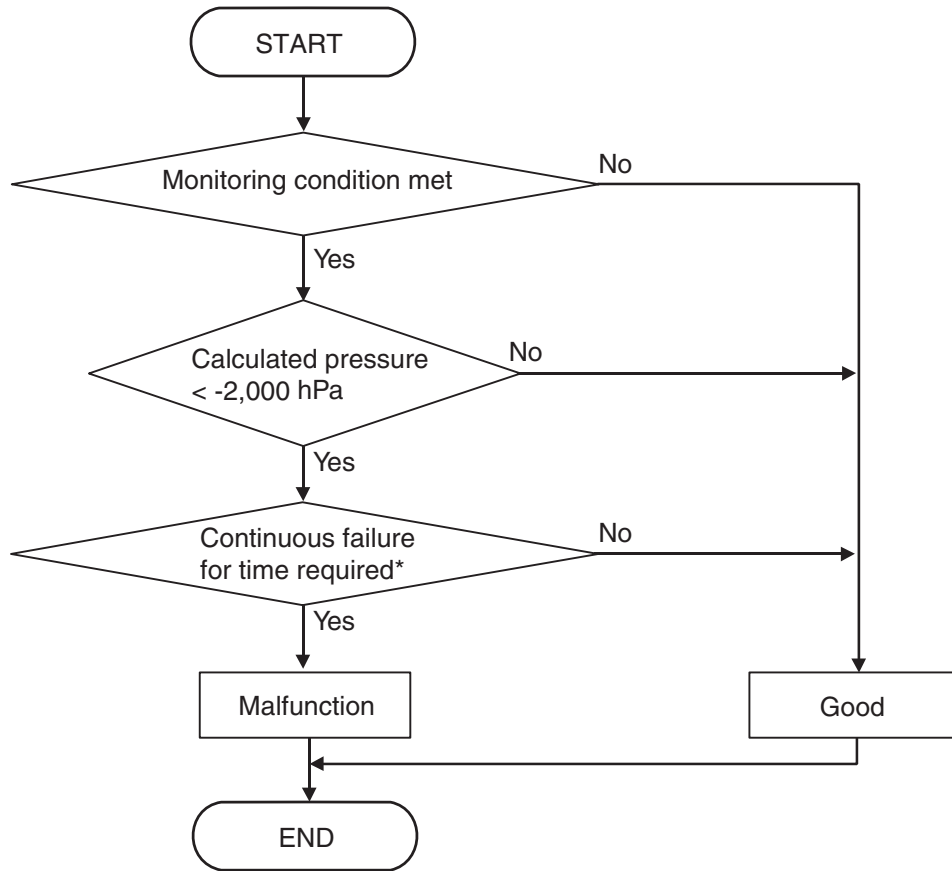 START
Monitoring condition met
No
Yes
Calculated pressure
< -2,000 hPa
No
Yes
Continuous failure
for time required*
No
Yes
Malfunction
Good
END